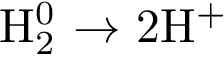 H₂⁰ → 2H⁺